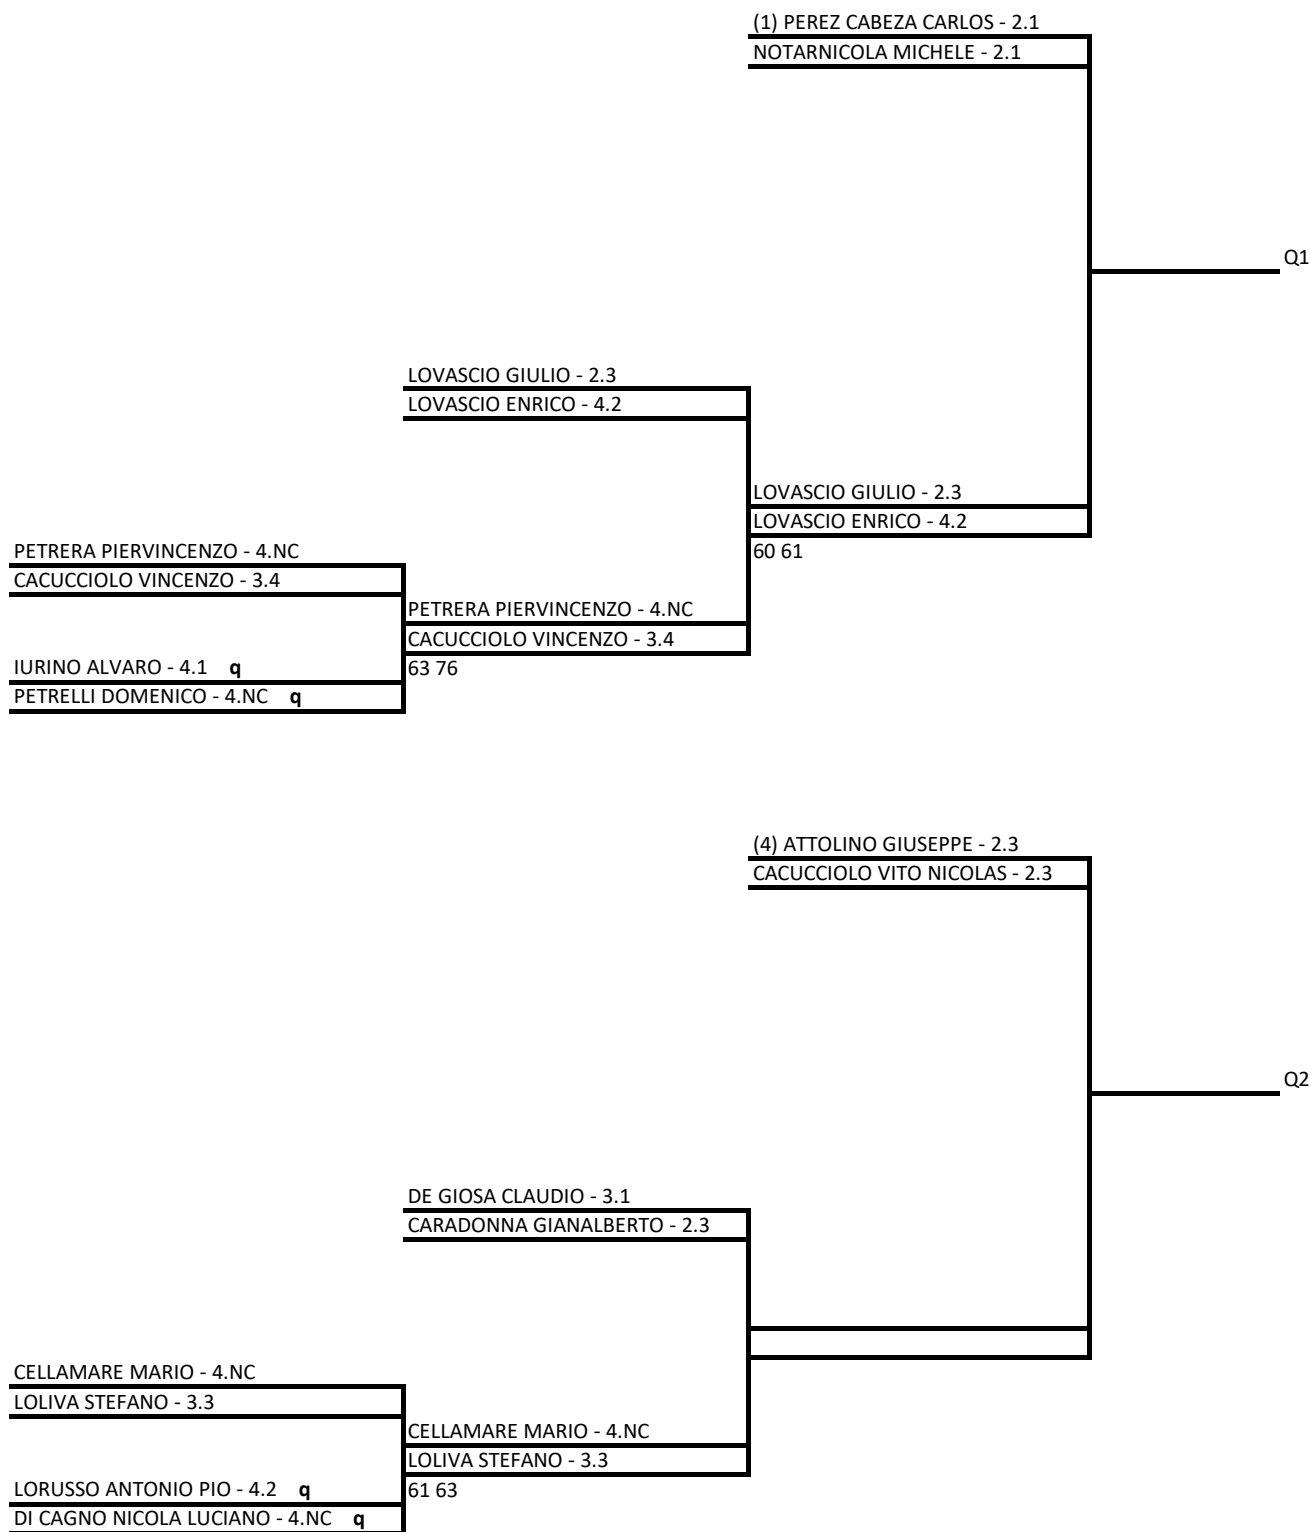 (1) PEREZ CABEZA CARLOS - 2.1
NOTARNICOLA MICHELE - 2.1
Q1
LOVASCIO GIULIO - 2.3
LOVASCIO ENRICO - 4.2
LOVASCIO GIULIO - 2.3
LOVASCIO ENRICO - 4.2
60 61
PETRERA PIERVINCENZO - 4.NC
CACUCCIOLO VINCENZO - 3.4
PETRERA PIERVINCENZO - 4.NC
CACUCCIOLO VINCENZO - 3.4
63 76
IURINO ALVARO - 4.1 q
PETRELLI DOMENICO - 4.NC q
(4) ATTOLINO GIUSEPPE - 2.3
CACUCCIOLO VITO NICOLAS - 2.3
Q2
DE GIOSA CLAUDIO - 3.1
CARADONNA GIANALBERTO - 2.3
CELLAMARE MARIO - 4.NC
LOLIVA STEFANO - 3.3
CELLAMARE MARIO - 4.NC
LOLIVA STEFANO - 3.3
61 63
LORUSSO ANTONIO PIO - 4.2 q
DI CAGNO NICOLA LUCIANO - 4.NC q